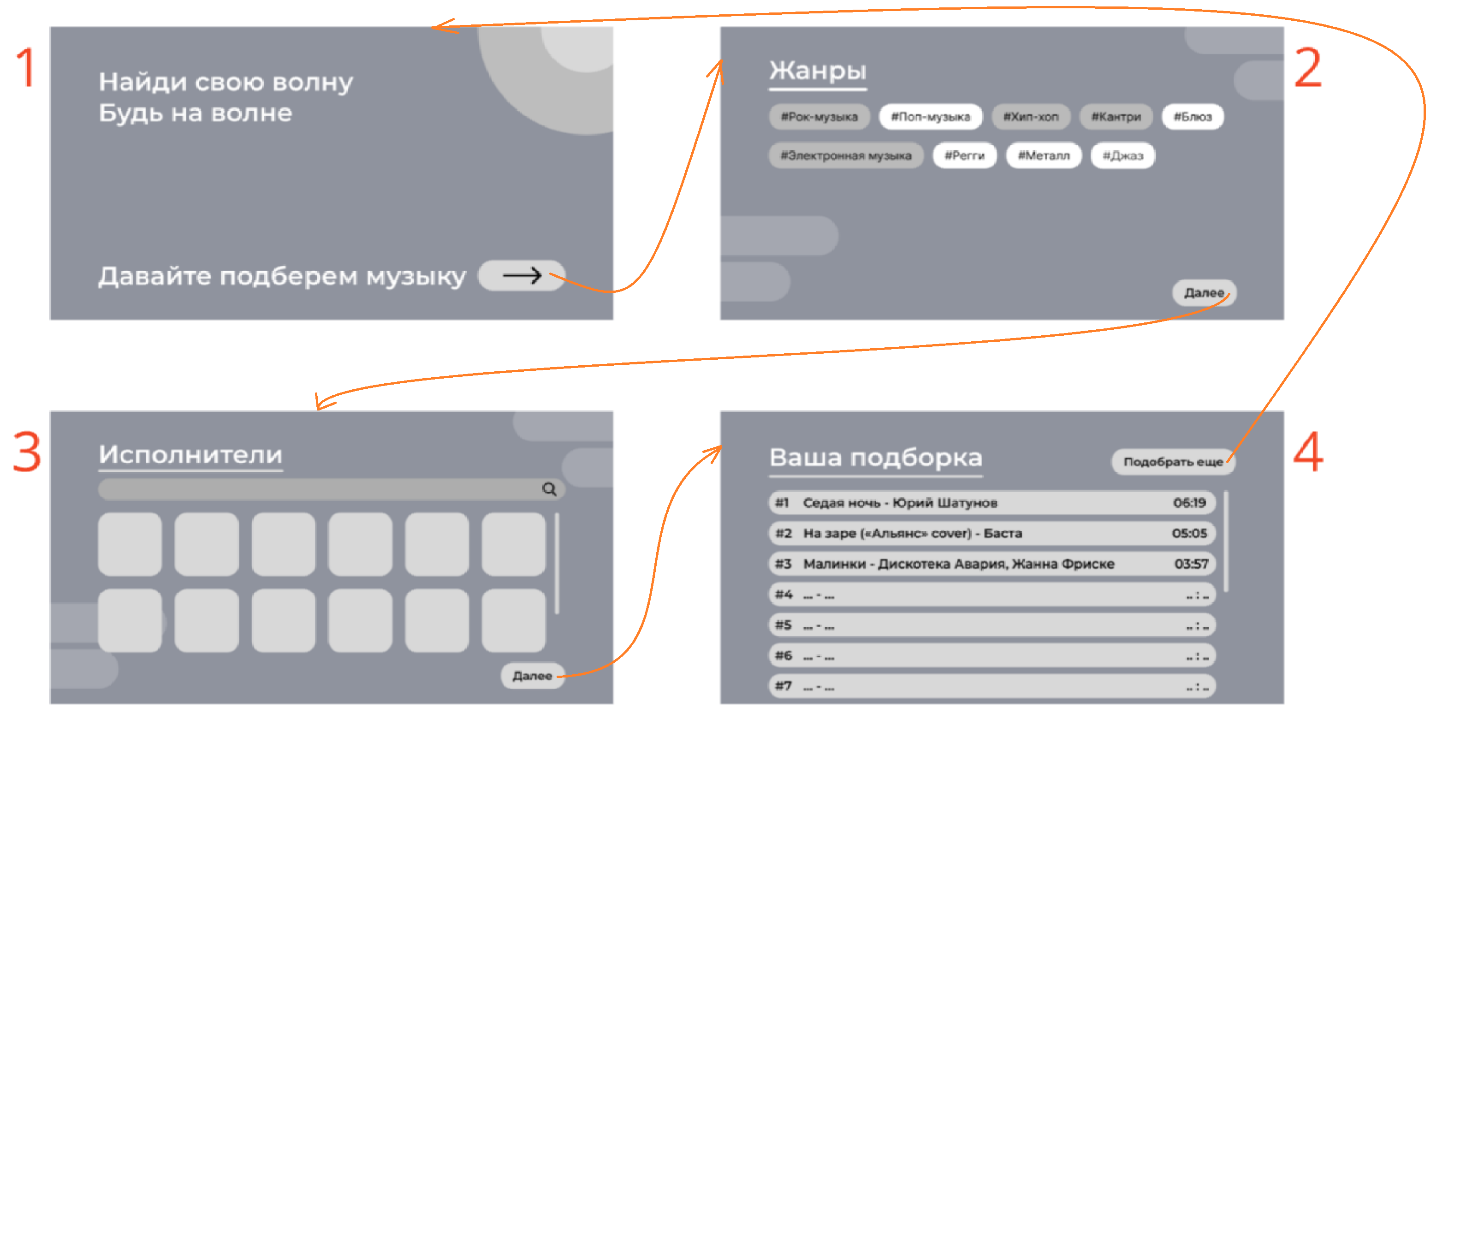 1
Найди свою волну
Будь на волне
Давайте подберем музыку
2
Жанры
#Рок-музыка #Поп-музыка #Хип-хоп #Кантри #Блюз
#Электронная музыка #Регги #Металл #Джаз
Далее
3
Исполнители
Далее
4
Ваша подборка
Подобрать еще
#1 Седая ночь - Юрий Шатунов 06:19
#2 На заре («Альянс» cover) - Баста 05:05
#3 Малинки - Дискотека Авария, Жанна Фриске 03:57
#4 ... - ... .. : ..
#5 ... - ... .. : ..
#6 ... - ... .. : ..
#7 ... - ... .. : ..